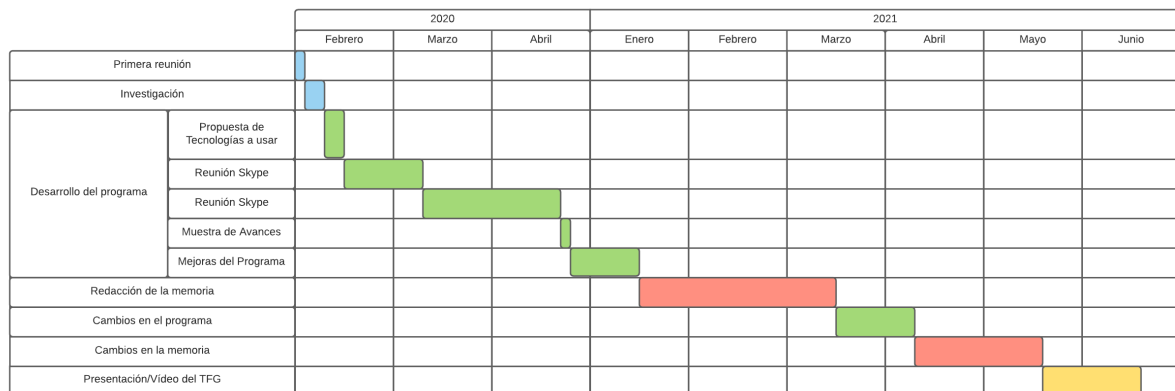 2020
2021
Febrero
Marzo
Abril
Enero
Febrero
Marzo
Abril
Mayo
Junio
Primera reunión
Investigación
Desarrollo del programa
Propuesta de
Tecnologías a usar
Reunión Skype
Reunión Skype
Muestra de Avances
Mejoras del Programa
Redacción de la memoria
Cambios en el programa
Cambios en la memoria
Presentación/Vídeo del TFG